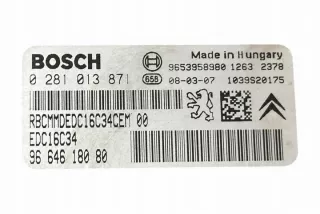 BOSCH
Made in Hungary
9653958980 1263 2378
0 281 013 871
658
08-03-07 1039S20175
RBCMMDEDC16C34CEM 00
EDC16C34
96 646 180 80